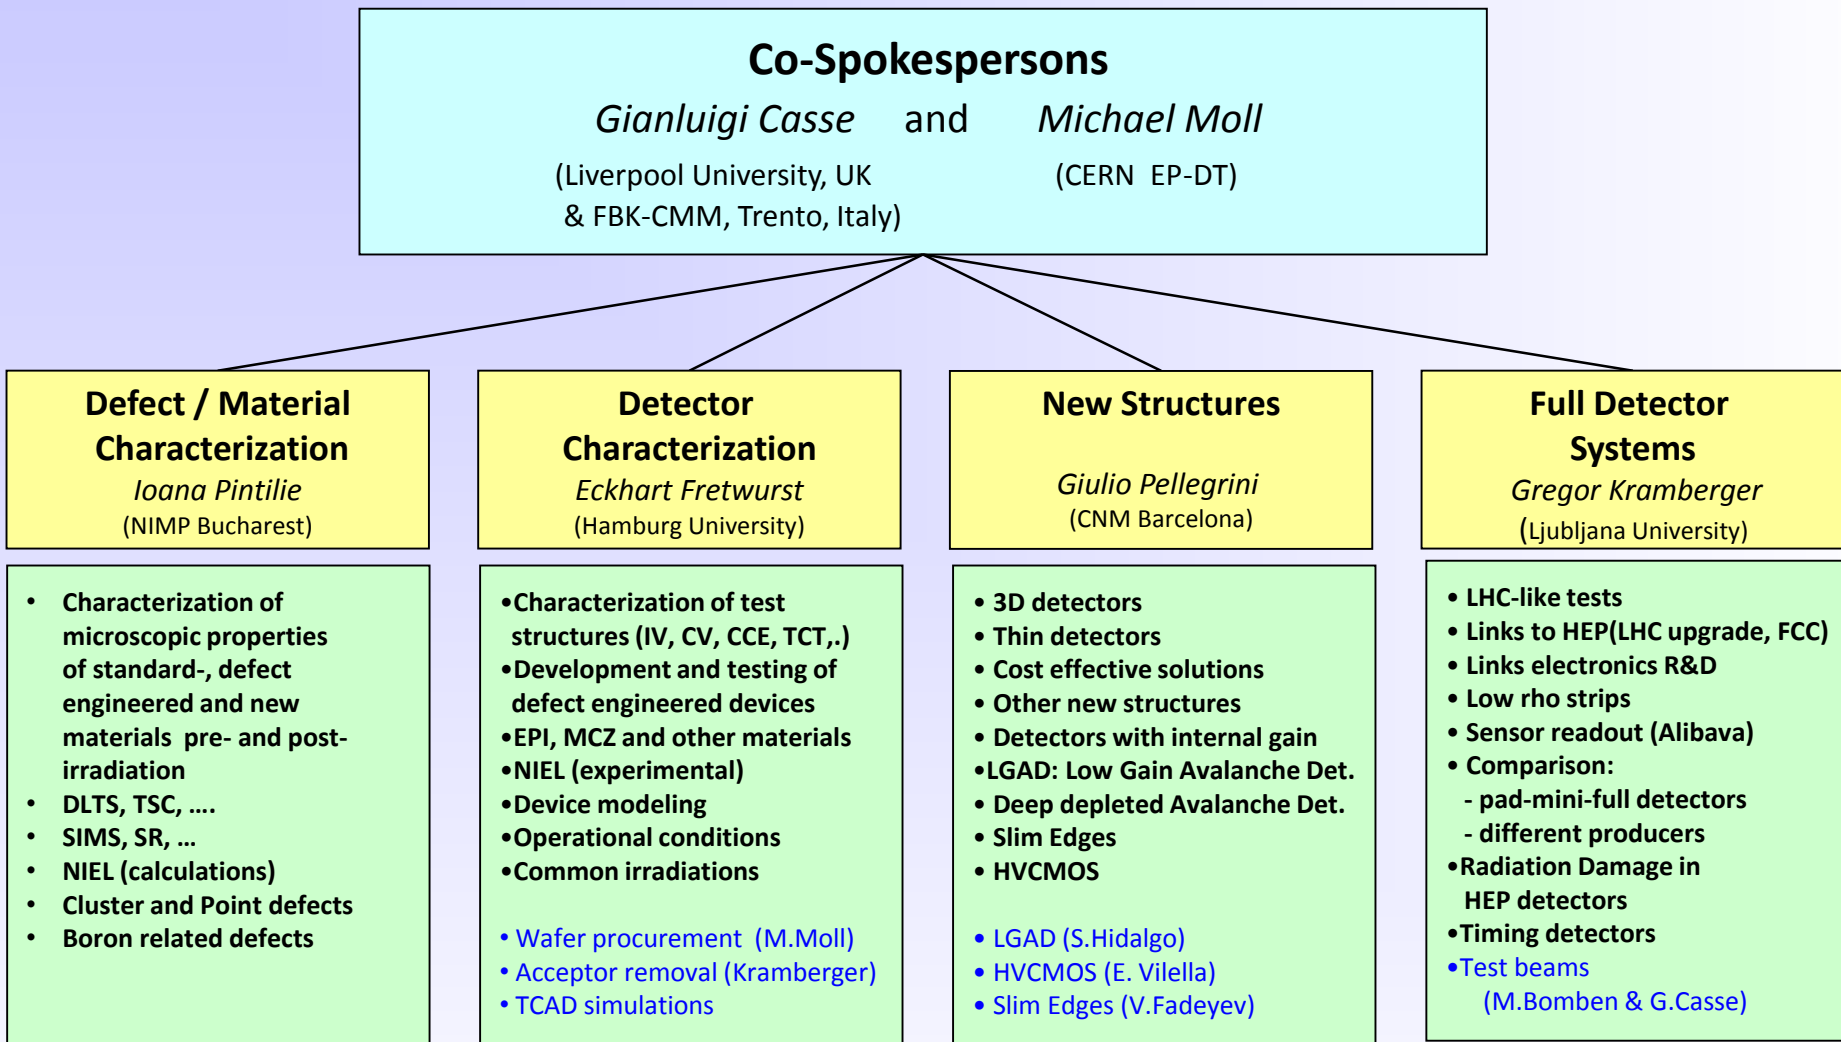 Co-Spokespersons
Gianluigi Casse and Michael Moll
(Liverpool University, UK (CERN EP-DT)
& FBK-CMM, Trento, Italy)
Defect / Material
Characterization
Ioana Pintilie
(NIMP Bucharest)
Detector
Characterization
Eckhart Fretwurst
(Hamburg University)
New Structures
Giulio Pellegrini
(CNM Barcelona)
Full Detector
Systems
Gregor Kramberger
(Ljubljana University)
• Characterization of
microscopic properties
of standard-, defect
engineered and new
materials pre- and post-
irradiation
• DLTS, TSC, ....
• SIMS, SR, ...
• NIEL (calculations)
• Cluster and Point defects
• Boron related defects
•Characterization of test
structures (IV, CV, CCE, TCT,.)
•Development and testing of
defect engineered devices
•EPI, MCZ and other materials
•NIEL (experimental)
•Device modeling
•Operational conditions
•Common irradiations
• Wafer procurement (M.Moll)
• Acceptor removal (Kramberger)
• TCAD simulations
• 3D detectors
• Thin detectors
• Cost effective solutions
• Other new structures
• Detectors with internal gain
•LGAD: Low Gain Avalanche Det.
• Deep depleted Avalanche Det.
• Slim Edges
• HVCMOS
• LGAD (S.Hidalgo)
• HVCMOS (E. Vilella)
• Slim Edges (V.Fadeyev)
• LHC-like tests
• Links to HEP(LHC upgrade, FCC)
• Links electronics R&D
• Low rho strips
• Sensor readout (Alibava)
• Comparison:
- pad-mini-full detectors
- different producers
•Radiation Damage in
HEP detectors
•Timing detectors
•Test beams
(M.Bomben & G.Casse)